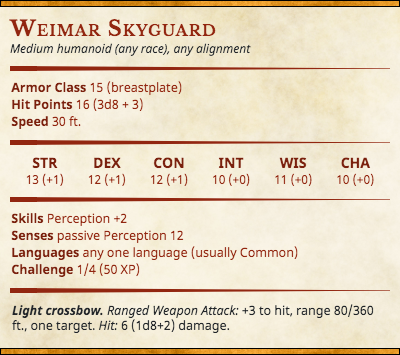 Weimar Skyguard
Medium humanoid (any race), any alignment
Armor Class 15 (breastplate)
Hit Points 16 (3d8 + 3)
Speed 30 ft.
STR DEX CON INT WIS CHA
13 (+1) 12 (+1) 12 (+1) 10 (+0) 11 (+0) 10 (+0)
Skills Perception +2
Senses passive Perception 12
Languages any one language (usually Common)
Challenge 1/4 (50 XP)
Light crossbow. Ranged Weapon Attack: +3 to hit, range 80/360
ft., one target. Hit: 6 (1d8+2) damage.